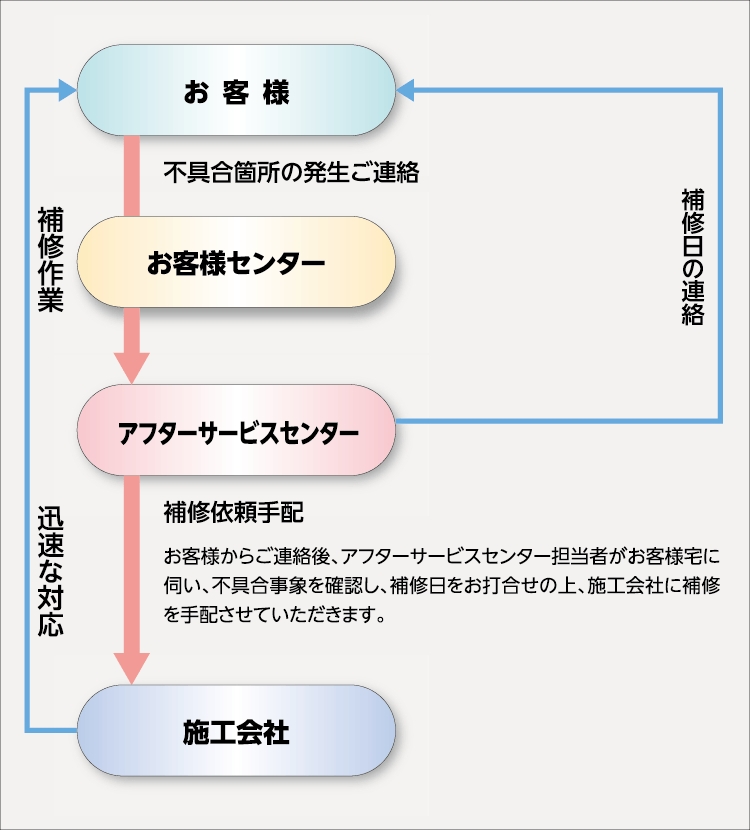 お客様
不具合箇所の発生ご連絡
補修作業
お客様センター
補修日の連絡
アフターサービスセンター
補修依頼手配
お客様からご連絡後、アフターサービスセンター担当者がお客様宅に
伺い、不具合事象を確認し、補修日をお打合せの上、施工会社に補修
を手配させていただきます。
迅速な対応
施工会社